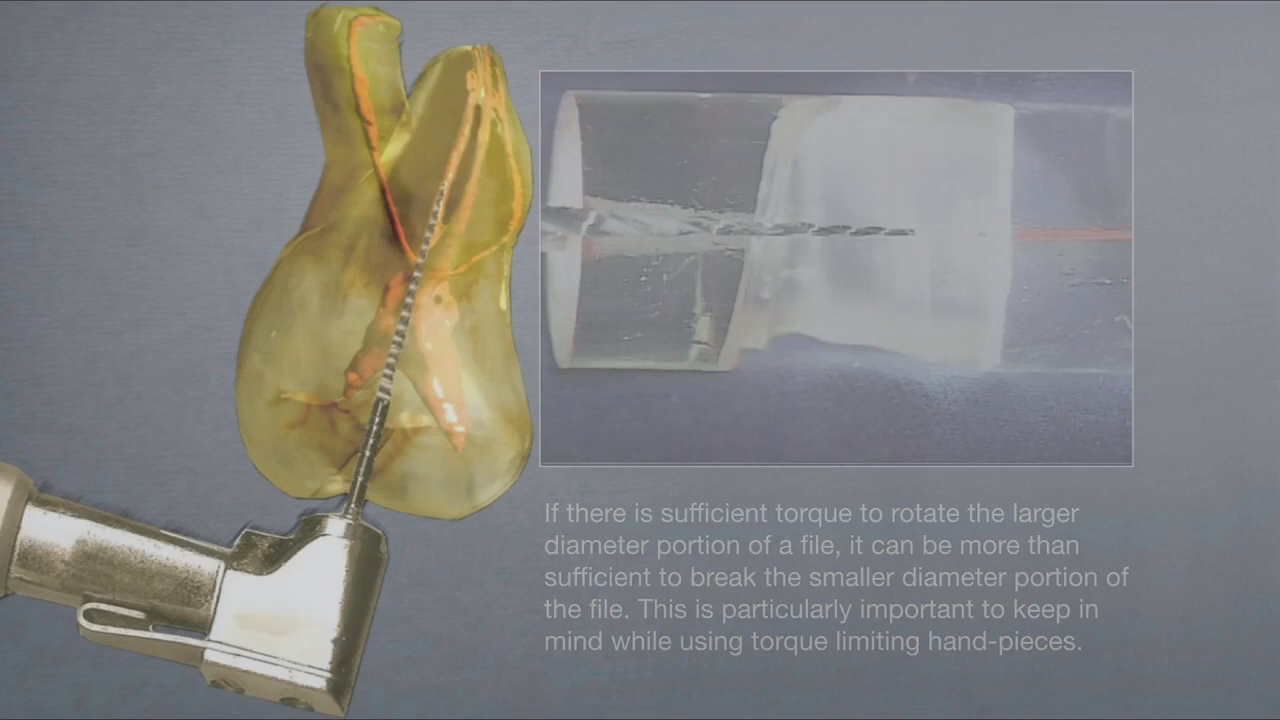 If there is sufficient torque to rotate the larger
diameter portion of a file, it can be more than
sufficient to break the smaller diameter portion of
the file. This is particularly important to keep in
mind while using torque limiting hand-pieces.